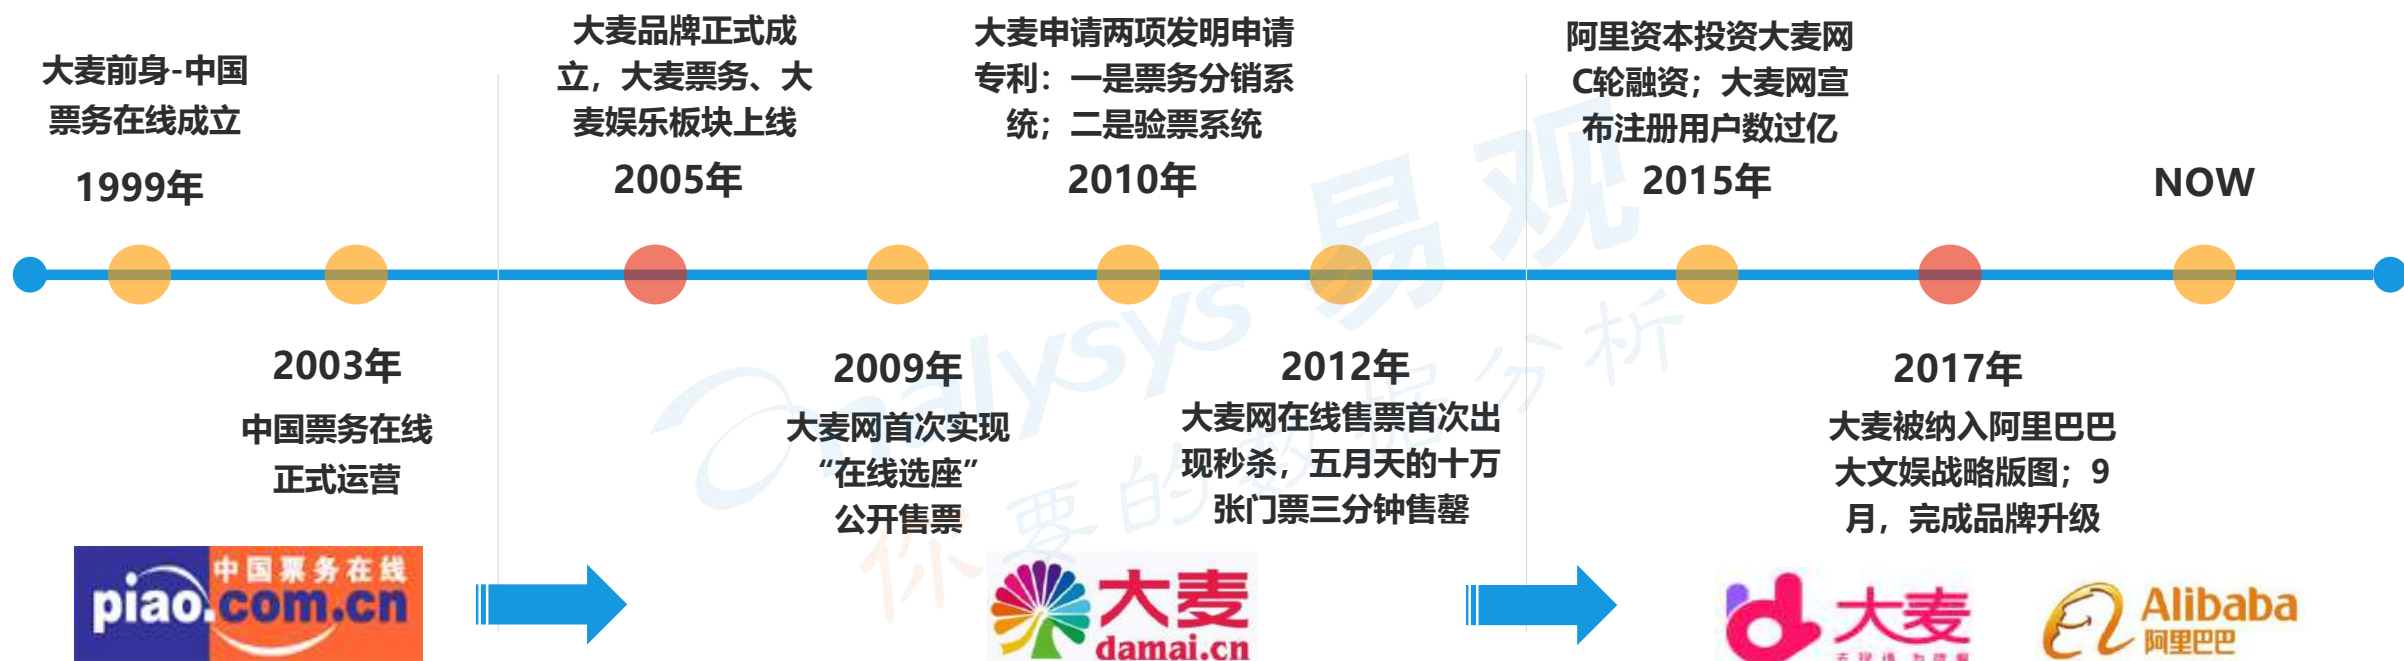 大麦前身-中国
票务在线成立
1999年
大麦品牌正式成
立，大麦票务、大
麦娱乐板块上线
2005年
大麦申请两项发明申请
专利：一是票务分销系
统；二是验票系统
2010年
阿里资本投资大麦网
C轮融资；大麦网宣
布注册用户数过亿
2015年
NOW
2003年
中国票务在线
正式运营
2009年
大麦网首次实现
“在线选座”
公开售票
2012年
大麦网在线售票首次出
现秒杀，五月天的十万
张门票三分钟售罄
2017年
大麦被纳入阿里巴巴
大文娱战略版图；9
月，完成品牌升级
analysys 易观
你要的数据分析
中国票务在线
piao.com.cn
大麦
damai.cn
大麦
Alibaba
阿里巴巴